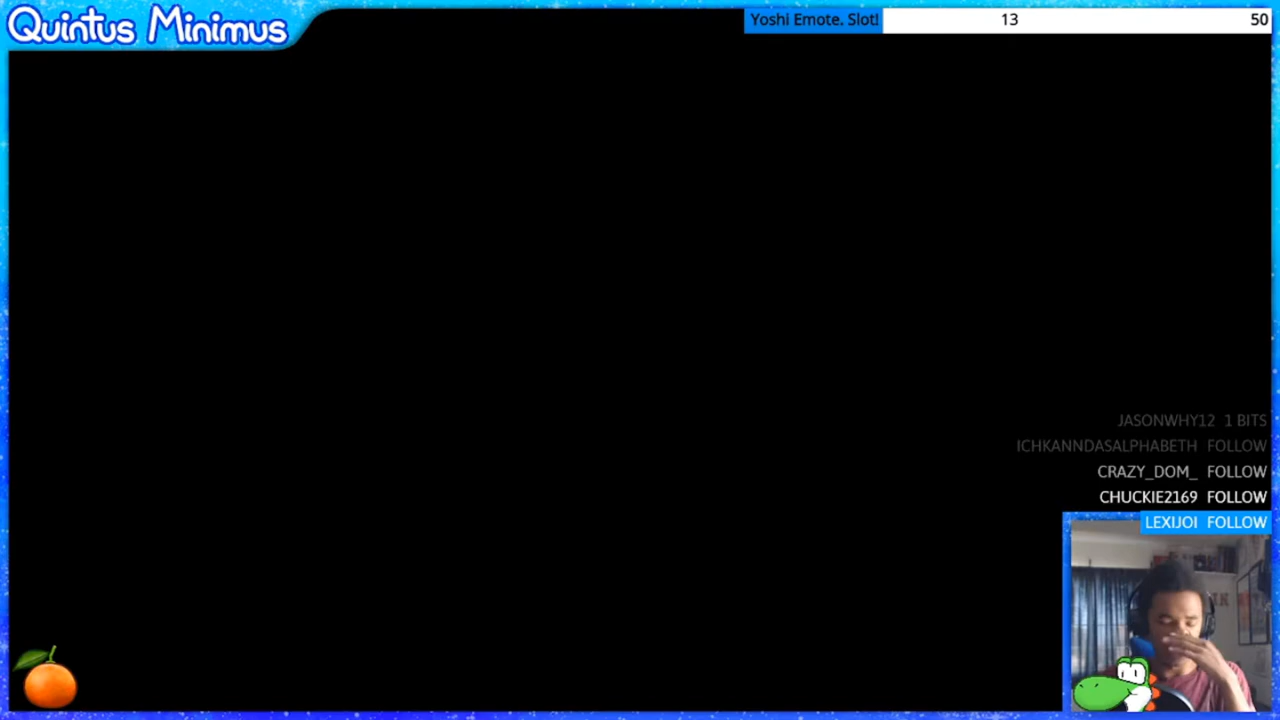 Quintus Minimus
Yoshi Emote. Slot! 13 50
JASONWHY12 1 BITS
ICHKANNDASALPHABETH FOLLOW
CRAZY_DOM_ FOLLOW
CHUCKIE2169 FOLLOW
LEXIJOI FOLLOW